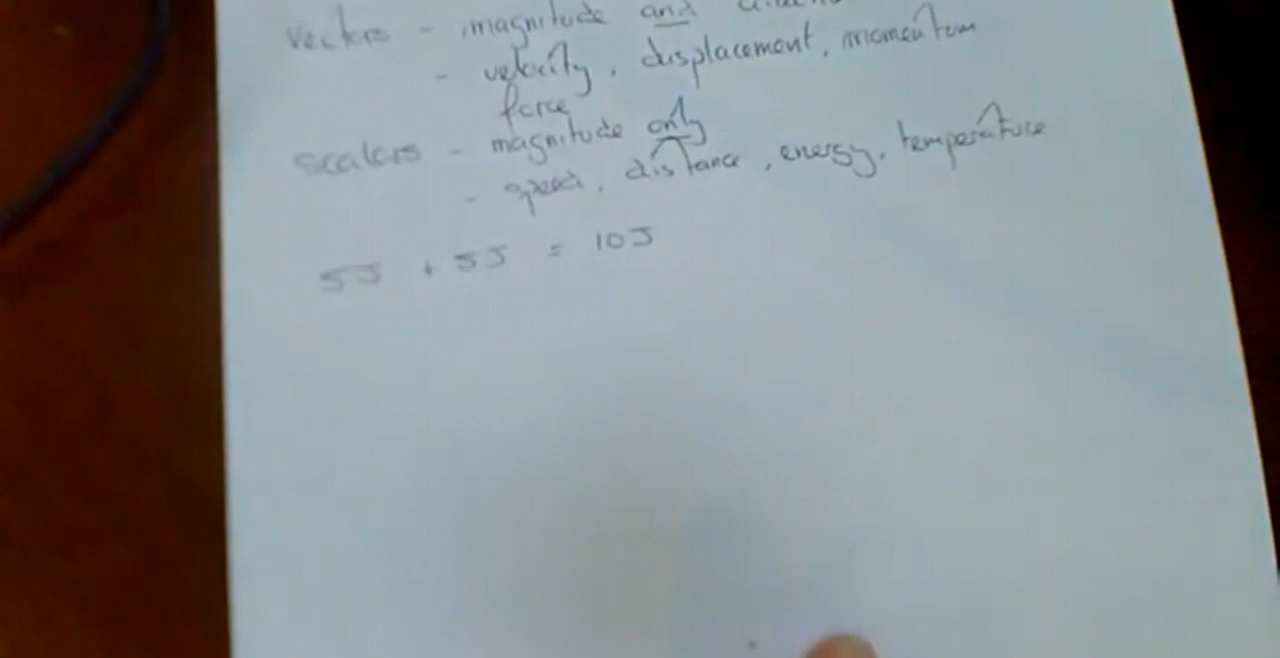 vectors - magnitude and
- velocity, displacement, momentum
force
scalars - magnitude only
- speed, distance, energy, temperature
5J + 5J = 10J